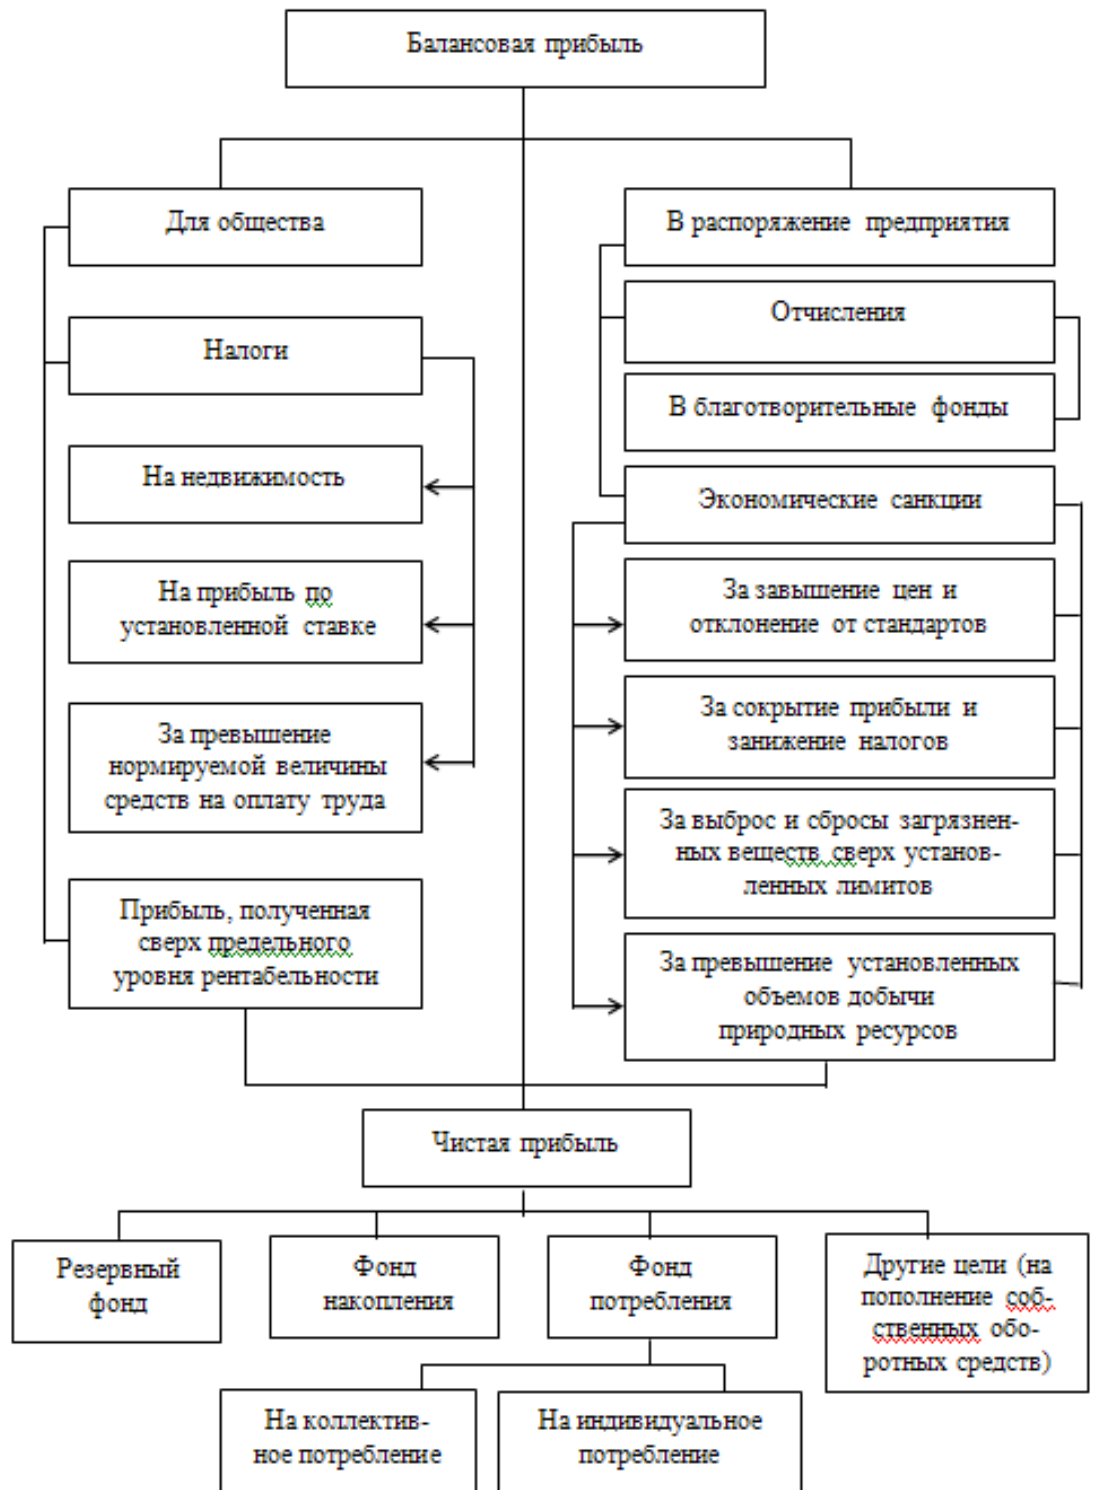 Балансовая прибыль
Для общества
Налоги
На недвижимость
На прибыль по
установленной ставке
За превышение
нормируемой величины
средств на оплату труда
Прибыль, полученная
сверх предельного
уровня рентабельности
В распоряжение предприятия
Отчисления
В благотворительные фонды
Экономические санкции
За завышение цен и
отклонение от стандартов
За сокрытие прибыли и
занижение налогов
За выброс и сбросы загрязнен-
ных веществ сверх установ-
ленных лимитов
За превышение установленных
объемов добычи
природных ресурсов
Чистая прибыль
Резервный
фонд
Фонд
накопления
Фонд
потребления
Другие цели (на
пополнение соб-
ственных обо-
ротных средств)
На коллектив-
ное потребление
На индивидуальное
потребление